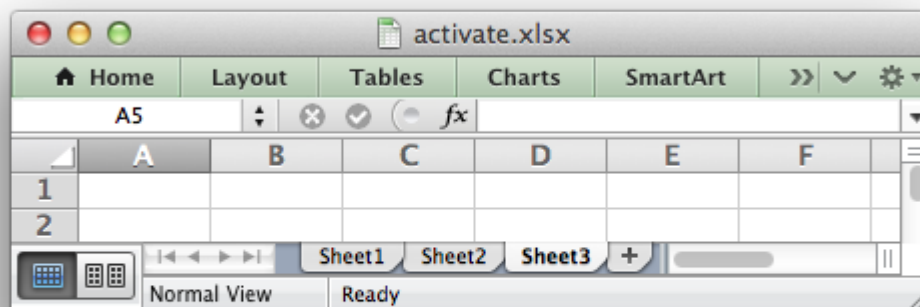 activate.xlsx
Home Layout Tables Charts SmartArt
A5 fx
A B C D E F
1
2
Sheet1 Sheet2 Sheet3 +
Normal View Ready